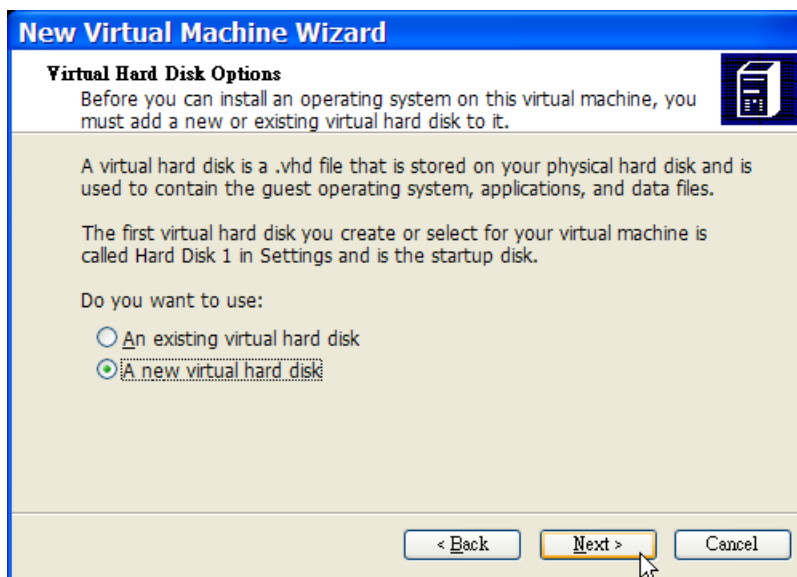 New Virtual Machine Wizard
Virtual Hard Disk Options
Before you can install an operating system on this virtual machine, you
must add a new or existing virtual hard disk to it.
A virtual hard disk is a .vhd file that is stored on your physical hard disk and is
used to contain the guest operating system, applications, and data files.
The first virtual hard disk you create or select for your virtual machine is
called Hard Disk 1 in Settings and is the startup disk.
Do you want to use:
An existing virtual hard disk
A new virtual hard disk
< Back
Next >
Cancel